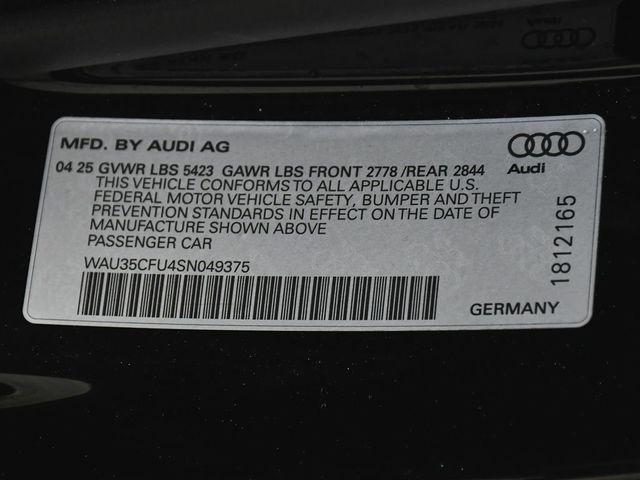 MFD. BY AUDI AG
04 25 GVWR LBS 5423 GAWR LBS FRONT 2778 /REAR 2844
THIS VEHICLE CONFORMS TO ALL APPLICABLE U.S.
FEDERAL MOTOR VEHICLE SAFETY, BUMPER AND THEFT
PREVENTION STANDARDS IN EFFECT ON THE DATE OF
MANUFACTURE SHOWN ABOVE
PASSENGER CAR
WAU35CFU4SN049375
Audi
1812165
GERMANY